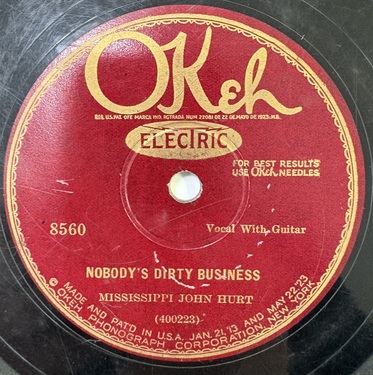 OKeh
REG. U.S. PAT. OFF. MARCA IND. RGTRADA NUM 22081 DE 22 DE MAYO DE 1923.M.B.
ELECTRIC
FOR BEST RESULTS
USE OKeh NEEDLES
8560
Vocal With Guitar
NOBODY'S DIRTY BUSINESS
MISSISSIPPI JOHN HURT
(400223)
© MADE AND PAT'D IN U.S.A. JAN. 21, '13 AND MAY 22, '23
OKEH PHONOGRAPH CORPORATION, NEW YORK